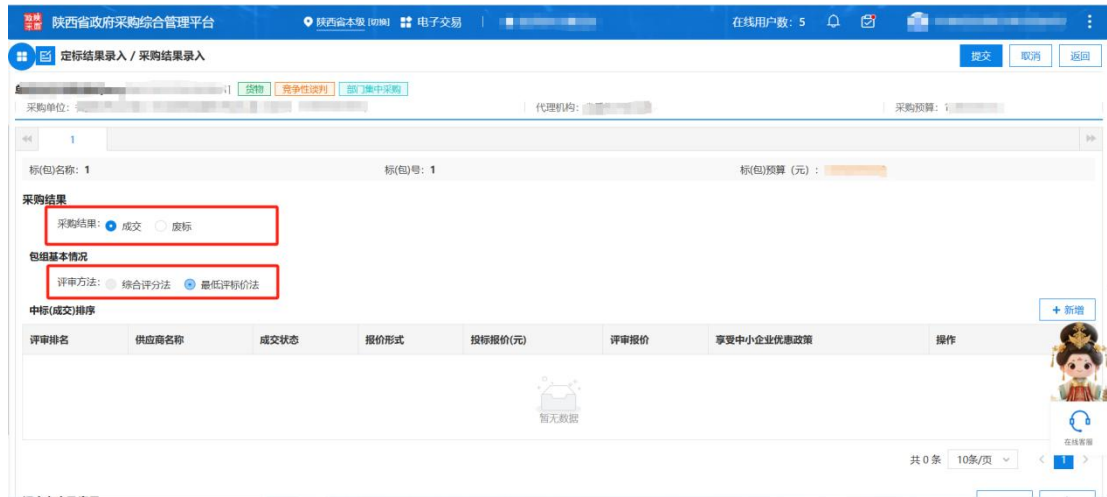 陕西省政府采购综合管理平台 陕西省本级 [切换] 电子交易 | 在线用户数: 5
定标结果录入 / 采购结果录入 提交 取消 返回
货物 竞争性谈判 部门集中采购
采购单位: 代理机构: 采购预算:
1
标(包)名称: 1 标(包)号: 1 标(包)预算 (元) :
采购结果
采购结果: 成交 废标
包组基本情况
评审方法: 综合评分法 最低评标价法
中标(成交)排序 + 新增
评审排名 供应商名称 成交状态 报价形式 投标报价(元) 评审报价 享受中小企业优惠政策 操作
暂无数据
在线客服
共 0 条 10条/页 < 1 >